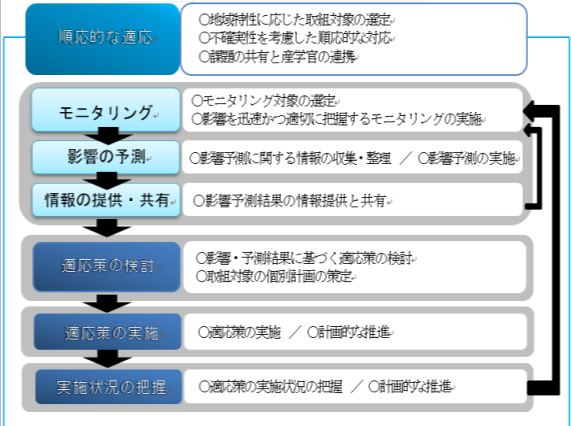 順応的な適応
○地域特性に応じた取組対象の選定
○不確実性を考慮した順応的な対応
○課題の共有と産学官の連携
モニタリング
○モニタリング対象の選定
○影響を迅速かつ適切に把握するモニタリングの実施
影響の予測
○影響予測に関する情報の収集・整理 ／ ○影響予測の実施
情報の提供・共有
○影響予測結果の情報提供と共有
適応策の検討
○影響・予測結果に基づく適応策の検討
○取組対象の個別計画の策定
適応策の実施
○適応策の実施 ／ ○計画的な推進
実施状況の把握
○適応策の実施状況の把握 ／ ○計画的な推進